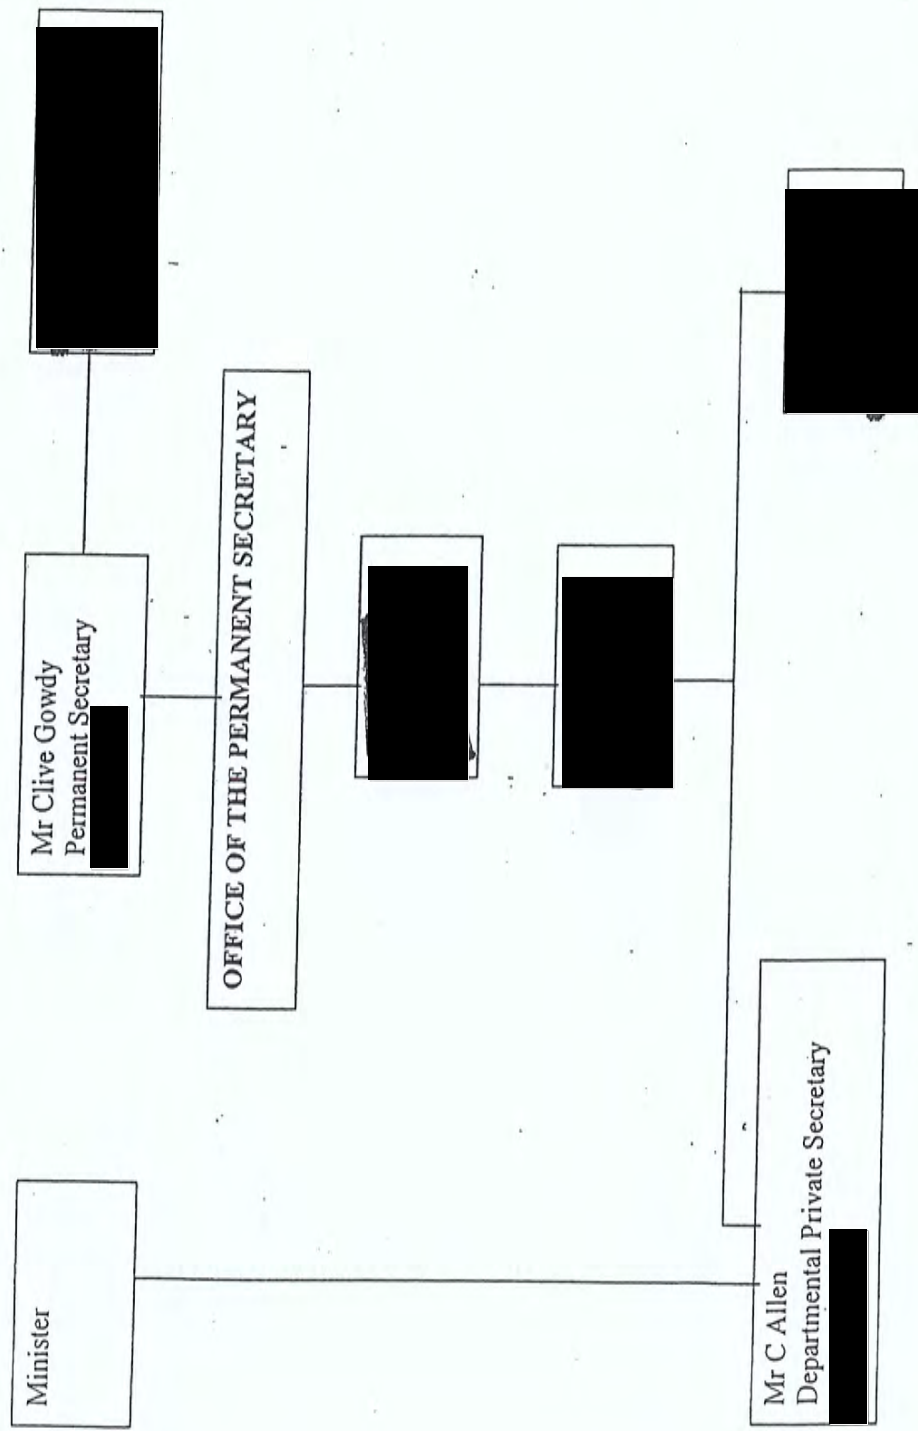 Minister
Mr Clive Gowdy
Permanent Secretary
OFFICE OF THE PERMANENT SECRETARY
Mr C Allen
Departmental Private Secretary